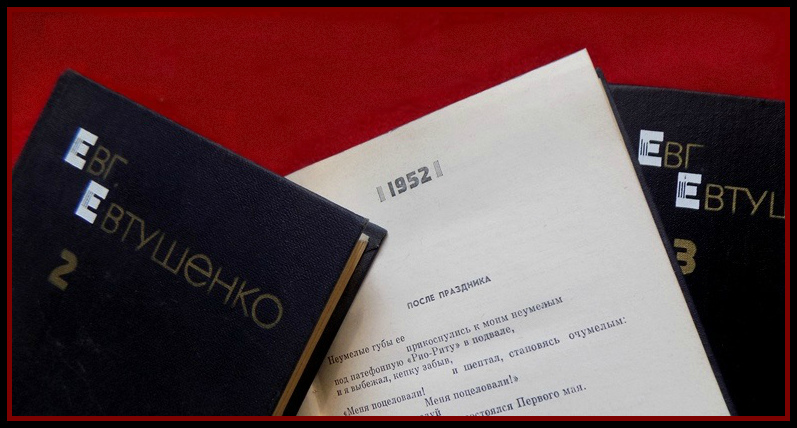 Евг
Евтушенко
2
1952
ПОСЛЕ ПРАЗДНИКА
Неумелые губы ее
прикоснулись к моим неумелым
под патефонную «Рио-Риту» в подвале,
и я выбежал, кепку забыв,
и шептал, становясь очумелым:
«Меня поцеловали!
Меня поцеловали!»
состоялся Первого мая.
Евг
Евтуш
3